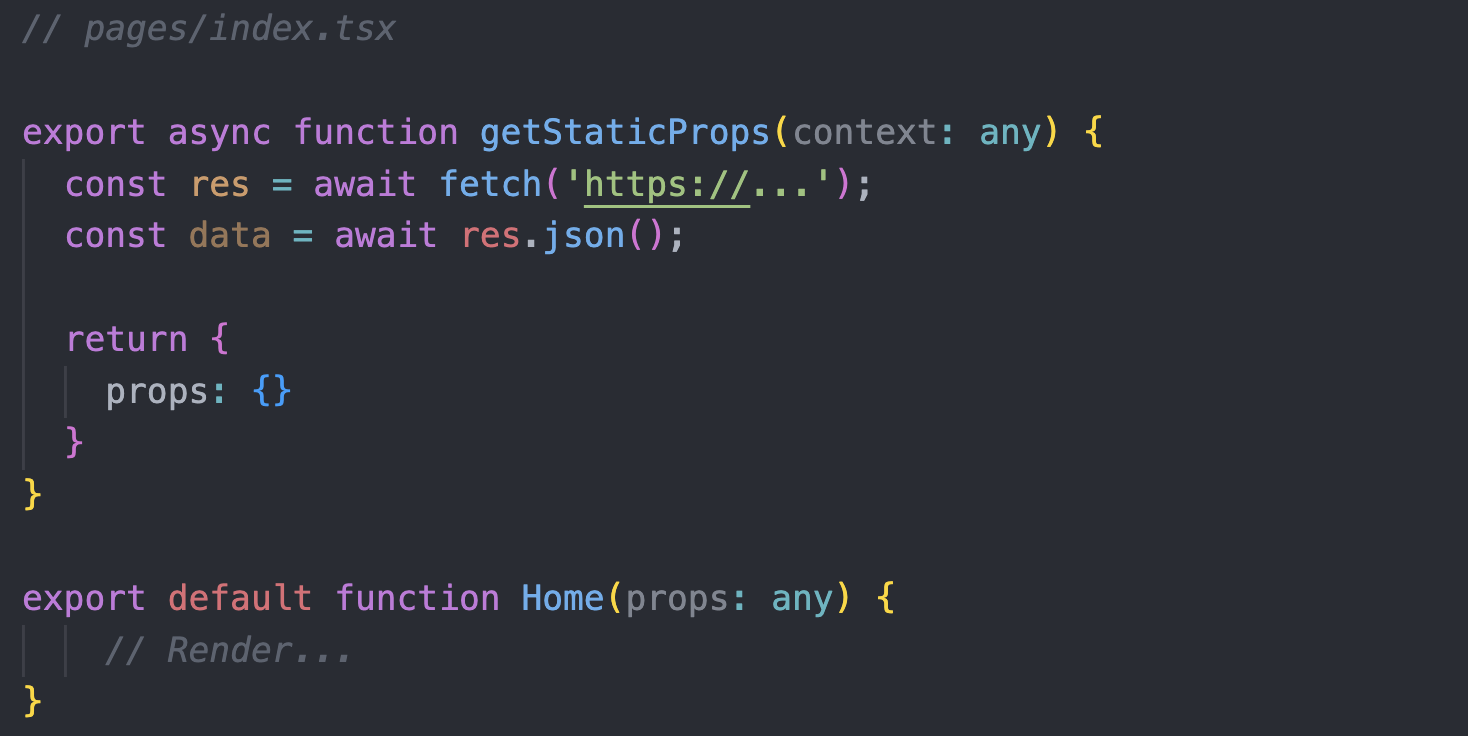 // pages/index.tsx
export async function getStaticProps(context: any) {
const res = await fetch('https://...');
const data = await res.json();
return {
props: {}
}
}
export default function Home(props: any) {
// Render...
}